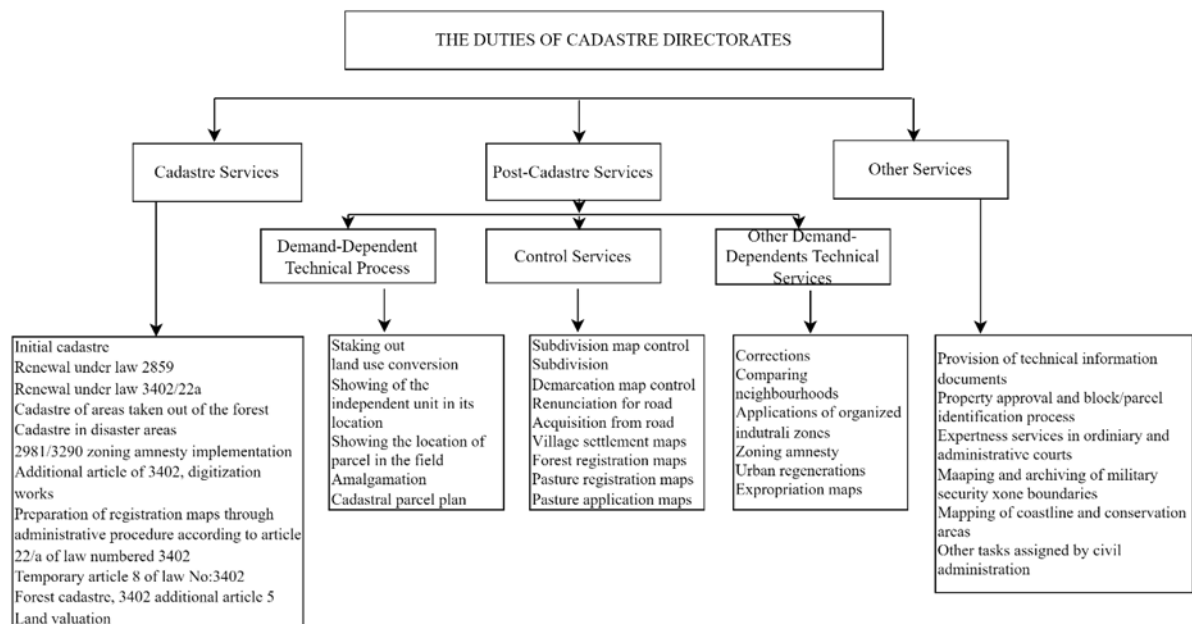 THE DUTIES OF CADASTRE DIRECTORATES
Cadastre Services
Post-Cadastre Services
Other Services
Demand-Dependent
Technical Process
Control Services
Other Demand-
Dependents Technical
Services
Initial cadastre
Renewal under law 2859
Renewal under law 3402/22a
Cadastre of areas taken out of the forest
Cadastre in disaster areas
2981/3290 zoning amnesty implementation
Additional article of 3402, digitization
works
Preparation of registration maps through
administrative procedure according to article
22/a of law numbered 3402
Temporary article 8 of law No:3402
Forest cadastre, 3402 additional article 5
Land valuation
Staking out
land use conversion
Showing of the
independent unit in its
location
Showing the location of
parcel in the field
Amalgamation
Cadastral parcel plan
Subdivision map control
Subdivision
Demarcation map control
Renunciation for road
Acquisition from road
Village settlement maps
Forest registration maps
Pasture registration maps
Pasture application maps
Corrections
Comparing
neighbourhoods
Applications of organized
indutrali zones
Zoning amnesty
Urban regenerations
Expropriation maps
Provision of technical information
documents
Property approval and block/parcel
identification process
Expertness services in ordiniary and
administrative courts
Maaping and archiving of military
security xone boundaries
Mapping of coastline and conservation
areas
Other tasks assigned by civil
administration